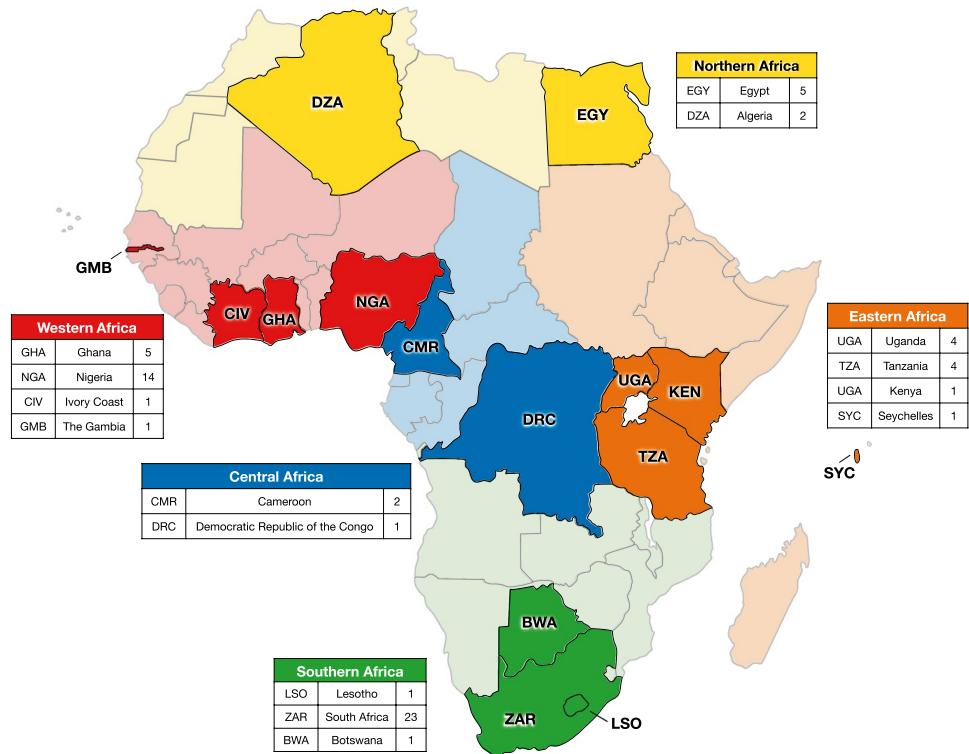 DZA
EGY
Northern Africa
EGY Egypt 5
DZA Algeria 2
GMB
CIV
GHA
NGA
CMR
UGA
KEN
DRC
TZA
SYC
Western Africa
GHA Ghana 5
NGA Nigeria 14
CIV Ivory Coast 1
GMB The Gambia 1
Eastern Africa
UGA Uganda 4
TZA Tanzania 4
UGA Kenya 1
SYC Seychelles 1
Central Africa
CMR Cameroon 2
DRC Democratic Republic of the Congo 1
BWA
ZAR
LSO
Southern Africa
LSO Lesotho 1
ZAR South Africa 23
BWA Botswana 1